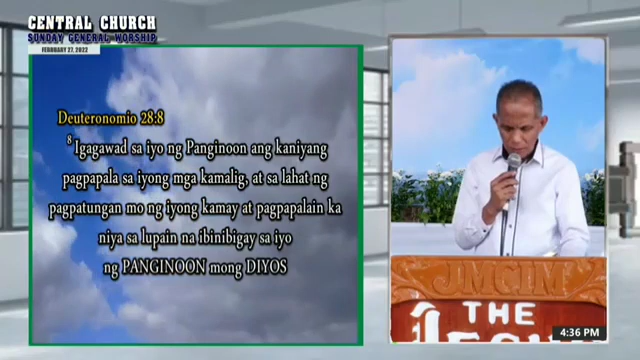 CENTRAL CHURCH
SUNDAY GENERAL WORSHIP
FEBRUARY 27, 2022
Deuteronomio 28:8
8 Igagawad sa iyo ng Panginoon ang kaniyang
pagpapala sa iyong mga kamalig, at sa lahat ng
pagpatungan mo ng iyong kamay at pagpapalain ka
niya sa lupain na ibinibigay sa iyo
ng PANGINOON mong DIYOS
JMCIM
THE
4:36 PM